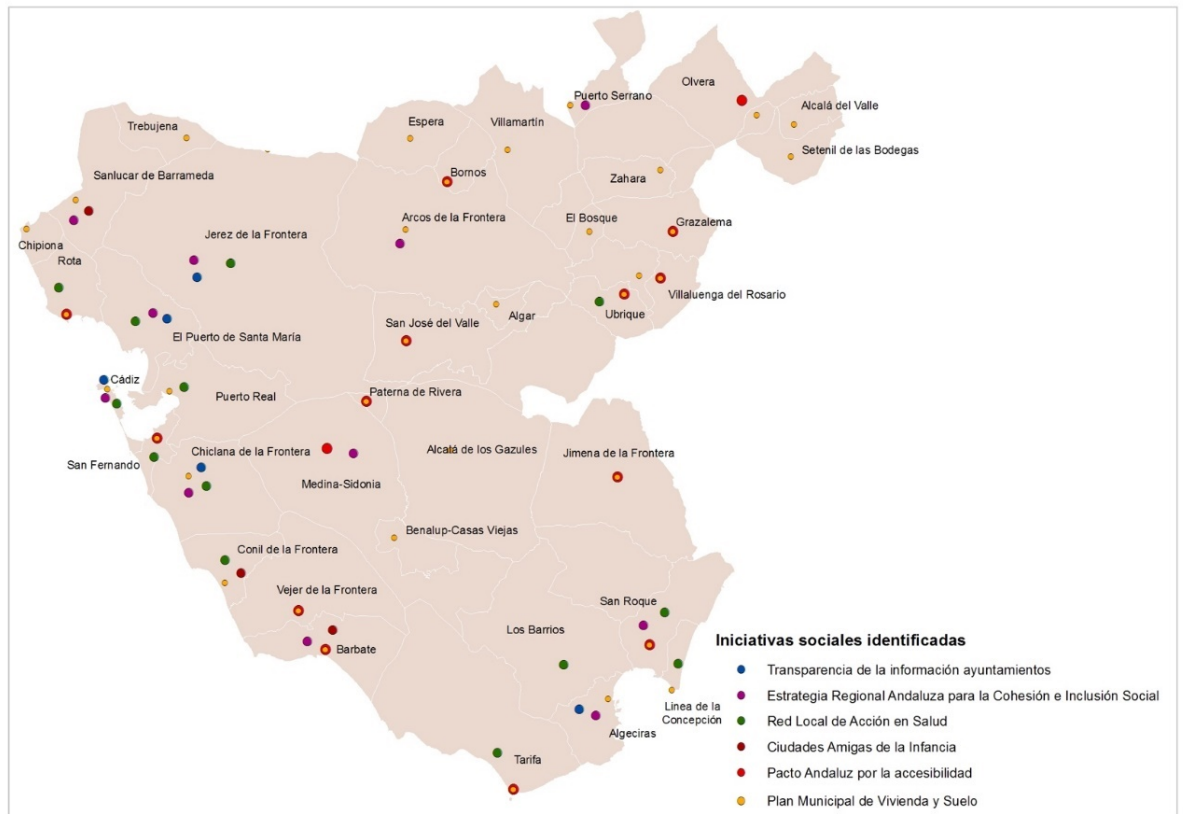 Olvera
Puerto Serrano
Alcalá del Valle
Espera
Villamartín
Trebujena
Setenil de las Bodegas
Bornos
Zahara
Sanlucar de Barrameda
Arcos de la Frontera
El Bosque
Grazalema
Jerez de la Frontera
Chipiona
Rota
Villaluenga del Rosario
Ubrique
Algar
San José del Valle
El Puerto de Santa María
Cádiz
Puerto Real
Paterna de Rivera
Chiclana de la Frontera
Alcalá de los Gazules
Jimena de la Frontera
San Fernando
Medina-Sidonia
Benalup-Casas Viejas
Conil de la Frontera
Vejer de la Frontera
San Roque
Los Barrios
Barbate
Linea de la
Concepción
Algeciras
Tarifa
Iniciativas sociales identificadas
Transparencia de la información ayuntamientos
Estrategia Regional Andaluza para la Cohesión e Inclusión Social
Red Local de Acción en Salud
Ciudades Amigas de la Infancia
Pacto Andaluz por la accesibilidad
Plan Municipal de Vivienda y Suelo